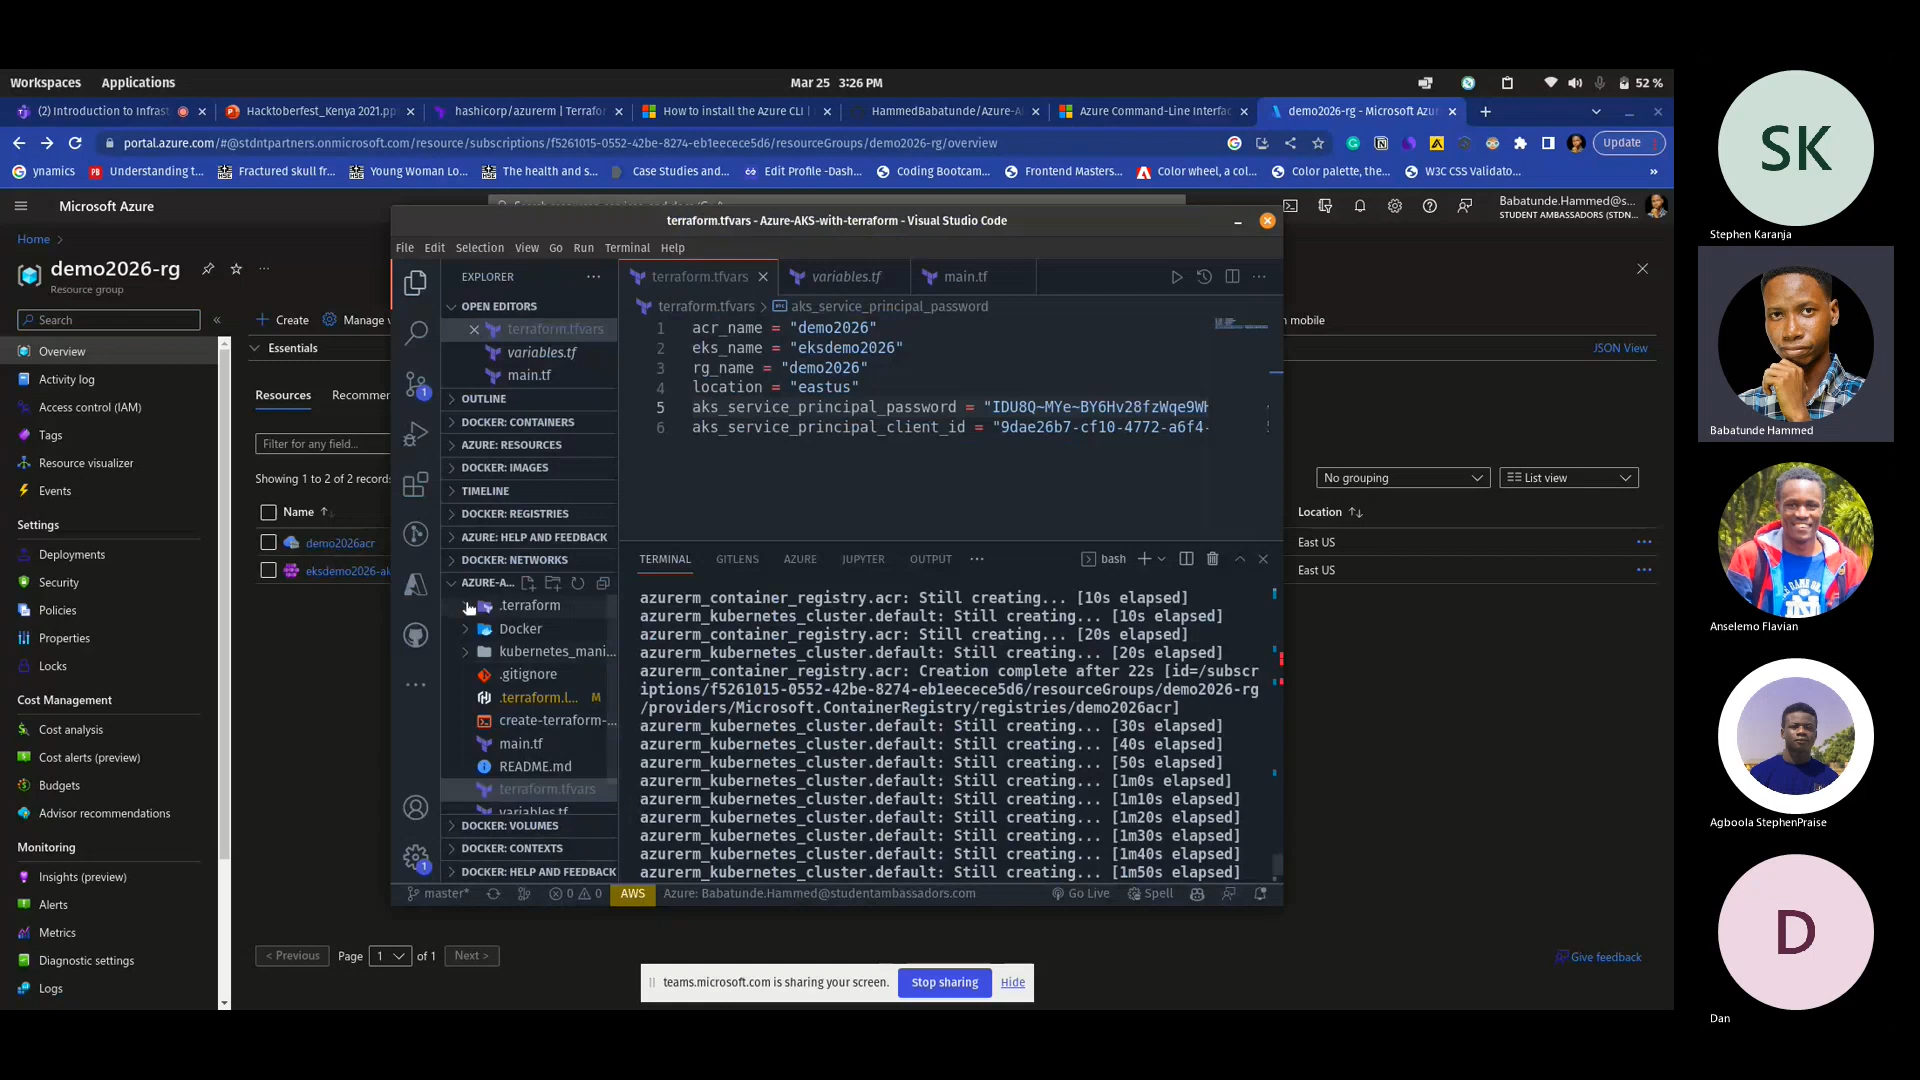 Workspaces Applications
Mar 25 3:26 PM
52 %
(2) Introduction to Infrast
Hacktoberfest_Kenya 2021.pp
hashicorp/azurerm | Terrafor
How to install the Azure CLI |
HammedBabatunde/Azure-A
Azure Command-Line Interfac
demo2026-rg - Microsoft Azu
portal.azure.com/#@stdntpartners.onmicrosoft.com/resource/subscriptions/f5261015-0552-42be-8274-eb1eecece5d6/resourceGroups/demo2026-rg/overview
Update
ynamics
Understanding t...
Fractured skull fr...
Young Woman Lo...
The health and s...
Case Studies and...
Edit Profile -Dash...
Coding Bootcam...
Frontend Masters...
Color wheel, a col...
Color palette, the...
W3C CSS Validato...
Microsoft Azure
Babatunde.Hammed@s...
STUDENT AMBASSADORS (STDN...
Home
demo2026-rg
Resource group
Search
Overview
Activity log
Access control (IAM)
Tags
Resource visualizer
Events
Settings
Deployments
Security
Policies
Properties
Locks
Cost Management
Cost analysis
Cost alerts (preview)
Budgets
Advisor recommendations
Monitoring
Insights (preview)
Alerts
Metrics
Diagnostic settings
Logs
Create
Manage v
Essentials
Resources
Recommen
Filter for any field...
Showing 1 to 2 of 2 record
Name
demo2026acr
eksdemo2026-ak
< Previous
Page
1
of 1
Next >
terraform.tfvars - Azure-AKS-with-terraform - Visual Studio Code
File Edit Selection View Go Run Terminal Help
EXPLORER
OPEN EDITORS
terraform.tfvars
variables.tf
main.tf
OUTLINE
DOCKER: CONTAINERS
AZURE: RESOURCES
DOCKER: IMAGES
TIMELINE
DOCKER: REGISTRIES
AZURE: HELP AND FEEDBACK
DOCKER: NETWORKS
AZURE-A...
.terraform
Docker
kubernetes_mani...
.gitignore
.terraform.l... M
create-terraform-...
main.tf
README.md
terraform.tfvars
variables.tf
DOCKER: VOLUMES
DOCKER: CONTEXTS
DOCKER: HELP AND FEEDBACK
1
1
terraform.tfvars
variables.tf
main.tf
terraform.tfvars > aks_service_principal_password
1 acr_name = "demo2026"
2 eks_name = "eksdemo2026"
3 rg_name = "demo2026"
4 location = "eastus"
5 aks_service_principal_password = "IDU8Q~MYe~BY6Hv28fzWqe9W
6 aks_service_principal_client_id = "9dae26b7-cf10-4772-a6f4-
TERMINAL GITLENS AZURE JUPYTER OUTPUT
bash
azurerm_container_registry.acr: Still creating... [10s elapsed]
azurerm_kubernetes_cluster.default: Still creating... [10s elapsed]
azurerm_container_registry.acr: Still creating... [20s elapsed]
azurerm_kubernetes_cluster.default: Still creating... [20s elapsed]
azurerm_container_registry.acr: Creation complete after 22s [id=/subscr
iptions/f5261015-0552-42be-8274-eb1eecece5d6/resourceGroups/demo2026-rg
/providers/Microsoft.ContainerRegistry/registries/demo2026acr]
azurerm_kubernetes_cluster.default: Still creating... [30s elapsed]
azurerm_kubernetes_cluster.default: Still creating... [40s elapsed]
azurerm_kubernetes_cluster.default: Still creating... [50s elapsed]
azurerm_kubernetes_cluster.default: Still creating... [1m0s elapsed]
azurerm_kubernetes_cluster.default: Still creating... [1m10s elapsed]
azurerm_kubernetes_cluster.default: Still creating... [1m20s elapsed]
azurerm_kubernetes_cluster.default: Still creating... [1m30s elapsed]
azurerm_kubernetes_cluster.default: Still creating... [1m40s elapsed]
azurerm_kubernetes_cluster.default: Still creating... [1m50s elapsed]
master*
0 0
AWS
Azure: Babatunde.Hammed@studentambassadors.com
Go Live
Spell
n mobile
JSON View
No grouping
List view
Location
East US
East US
Give feedback
teams.microsoft.com is sharing your screen.
Stop sharing
Hide
SK
Stephen Karanja
Babatunde Hammed
Anselemo Flavian
Agboola StephenPraise
D
Dan